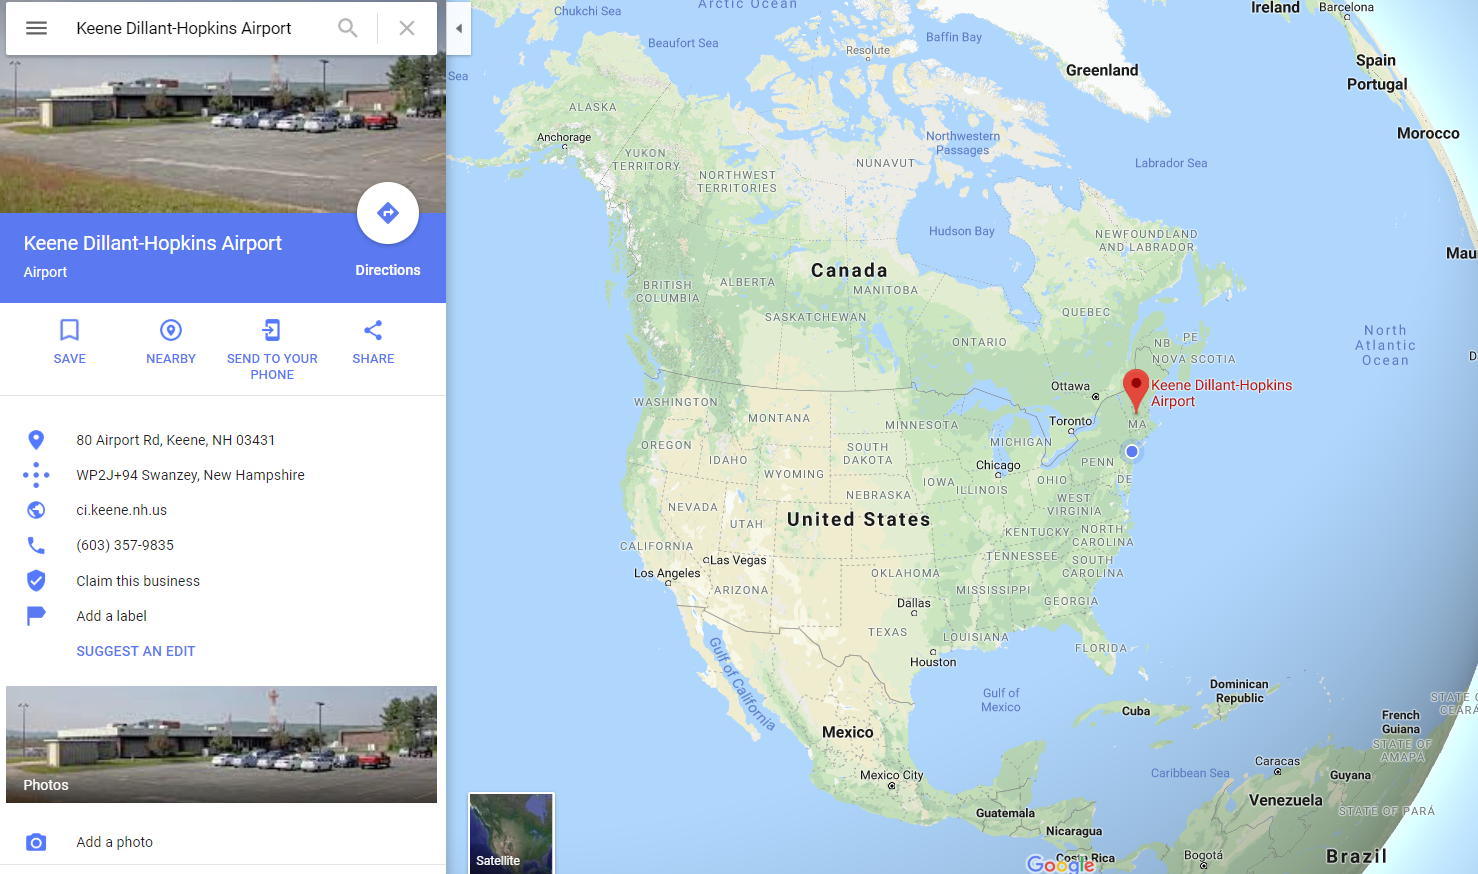 Keene Dillant-Hopkins Airport
Keene Dillant-Hopkins Airport
Airport
Directions
SAVE
NEARBY
SEND TO YOUR
PHONE
SHARE
80 Airport Rd, Keene, NH 03431
WP2J+94 Swanzey, New Hampshire
ci.keene.nh.us
(603) 357-9835
Claim this business
Add a label
SUGGEST AN EDIT
Photos
Add a photo
Chukchi Sea
Arctic Ocean
Beaufort Sea
Sea
Resolute
Baffin Bay
Greenland
Ireland
Barcelona
Spain
Portugal
Morocco
ALASKA
Anchorage
YUKON
TERRITORY
NORTHWEST
TERRITORIES
NUNAVUT
Northwestern
Passages
Labrador Sea
Hudson Bay
NEWFOUNDLAND
AND LABRADOR
Mau
Canada
BRITISH
COLUMBIA
ALBERTA
MANITOBA
SASKATCHEWAN
ONTARIO
QUEBEC
NB
PE
NOVA SCOTIA
North
Atlantic
Ocean
D
Ottawa
Keene Dillant-Hopkins
Airport
Toronto
MA
WASHINGTON
MONTANA
MINNESOTA
MICHIGAN
OREGON
IDAHO
SOUTH
DAKOTA
WYOMING
Chicago
PENN
IOWA
ILLINOIS
OHIO
DE
NEBRASKA
WEST
VIRGINIA
NEVADA
UTAH
United States
KENTUCKY
NORTH
CAROLINA
CALIFORNIA
Las Vegas
TENNESSEE
SOUTH
CAROLINA
Los Angeles
ARIZONA
OKLAHOMA
MISSISSIPPI
Dallas
GEORGIA
TEXAS
LOUISIANA
Houston
FLORIDA
Gulf of California
Gulf of
Mexico
Dominican
Republic
Cuba
Mexico
Mexico City
Caribbean Sea
Caracas
French
Guiana
STATE OF
AMAPÁ
STATE O
CEARÁ
Guyana
Venezuela
STATE OF PARÁ
Guatemala
Nicaragua
Costa Rica
Bogotá
Brazil
Satellite
Google